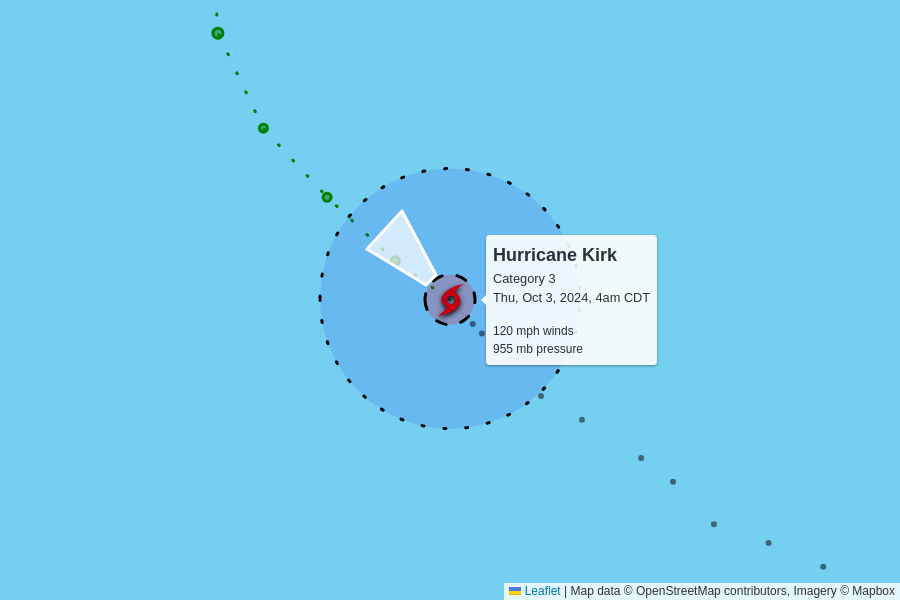 Hurricane Kirk
Category 3
Thu, Oct 3, 2024, 4am CDT
120 mph winds
955 mb pressure
Leaflet | Map data © OpenStreetMap contributors, Imagery © Mapbox